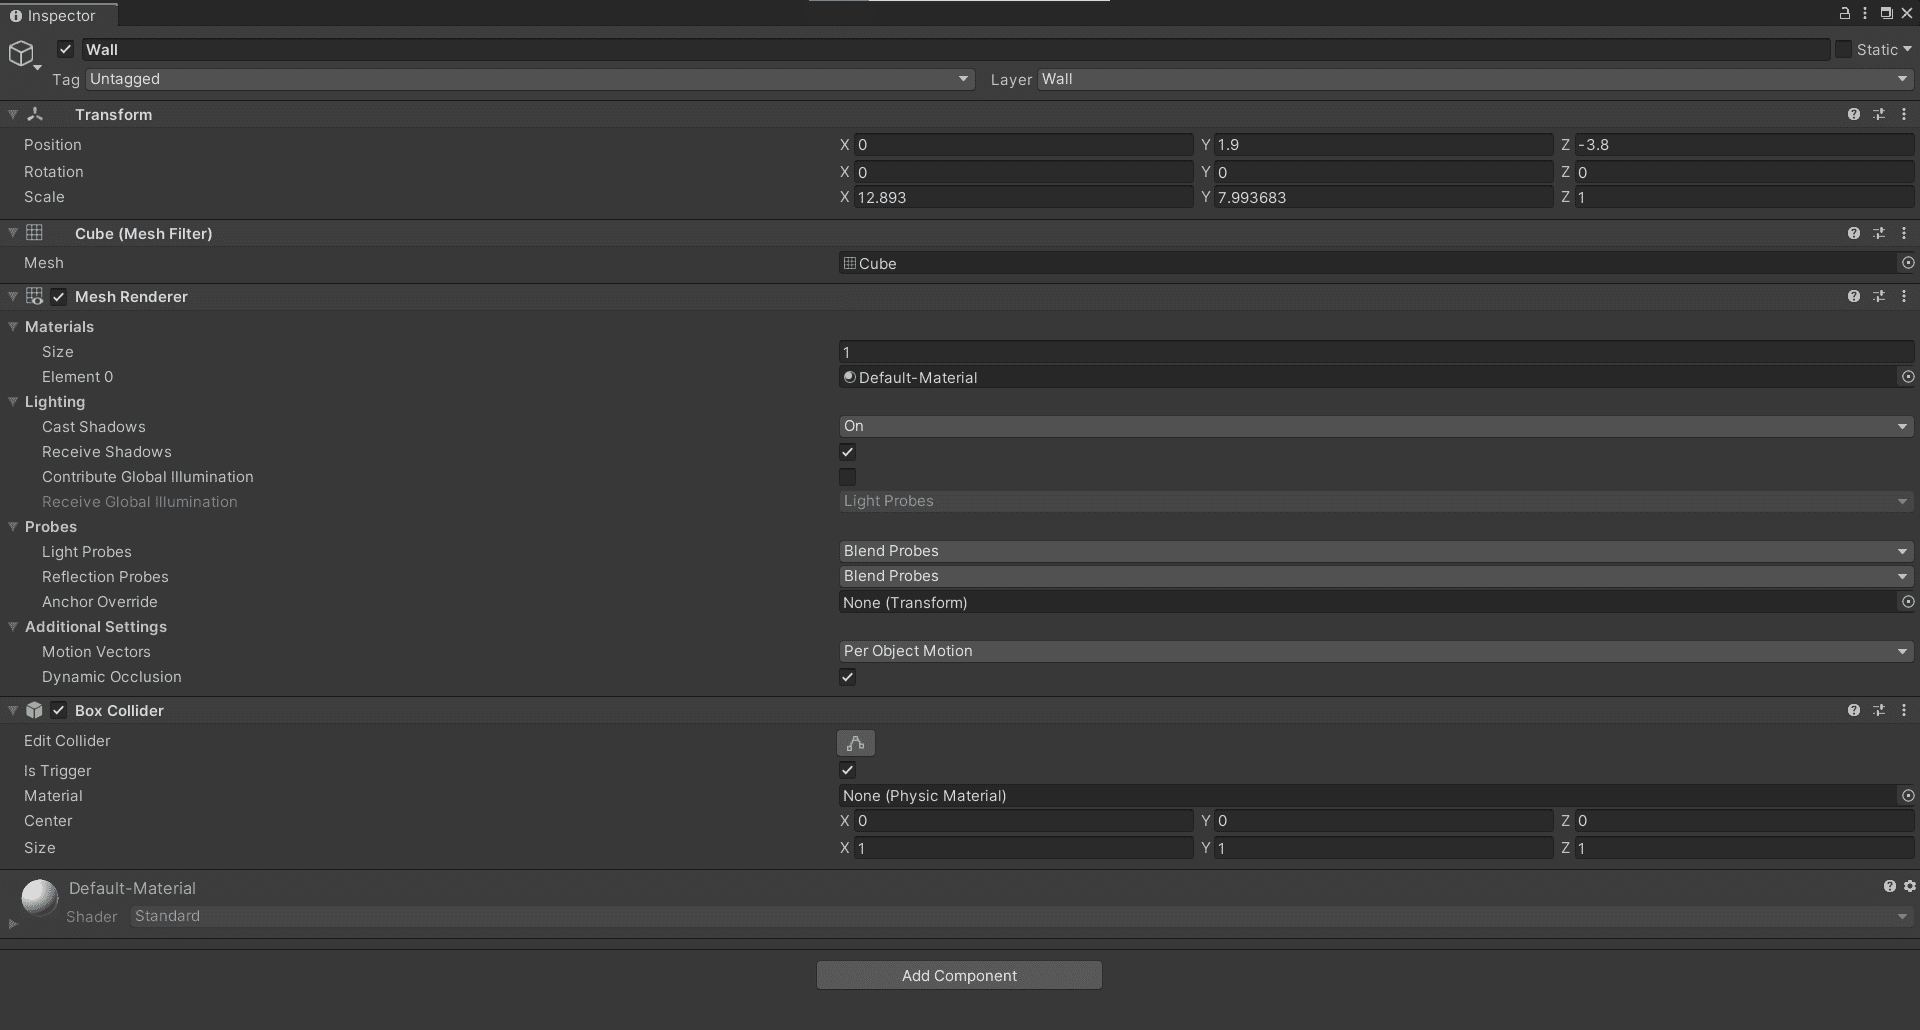 Inspector
Wall
Static
Tag Untagged Layer Wall
Transform
Position X 0 Y 1.9 Z -3.8
Rotation X 0 Y 0 Z 0
Scale X 12.893 Y 7.993683 Z 1
Cube (Mesh Filter)
Mesh Cube
Mesh Renderer
Materials
Size 1
Element 0 Default-Material
Lighting
Cast Shadows On
Receive Shadows
Contribute Global Illumination
Receive Global Illumination Light Probes
Probes
Light Probes Blend Probes
Reflection Probes Blend Probes
Anchor Override None (Transform)
Additional Settings
Motion Vectors Per Object Motion
Dynamic Occlusion
Box Collider
Edit Collider
Is Trigger
Material None (Physic Material)
Center X 0 Y 0 Z 0
Size X 1 Y 1 Z 1
Default-Material
Shader Standard
Add Component